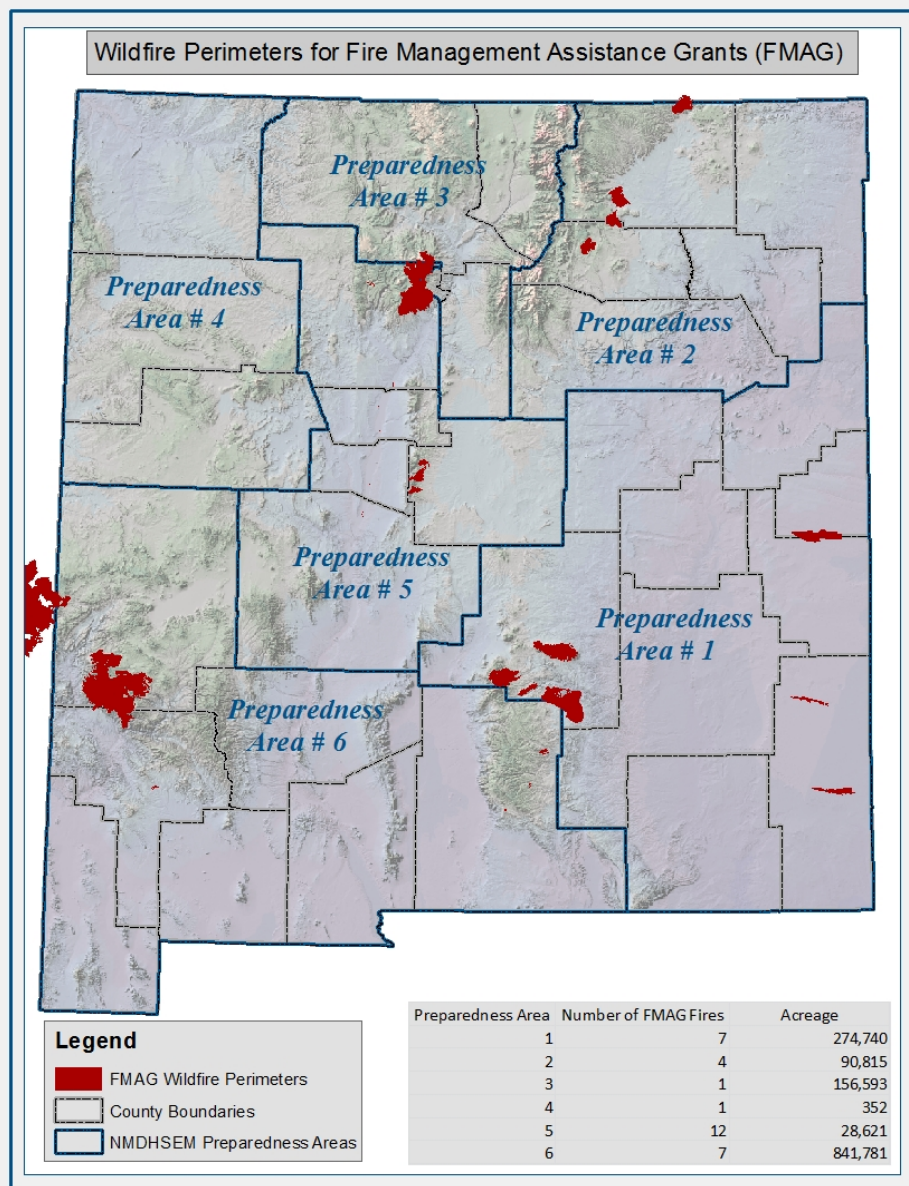 Wildfire Perimeters for Fire Management Assistance Grants (FMAG)
Preparedness
Area # 3
Preparedness
Area # 4
Preparedness
Area # 2
Preparedness
Area # 5
Preparedness
Area # 1
Preparedness
Area # 6
Legend
FMAG Wildfire Perimeters
County Boundaries
NMDHSEM Preparedness Areas
Preparedness Area Number of FMAG Fires Acreage
1 7 274,740
2 4 90,815
3 1 156,593
4 1 352
5 12 28,621
6 7 841,781